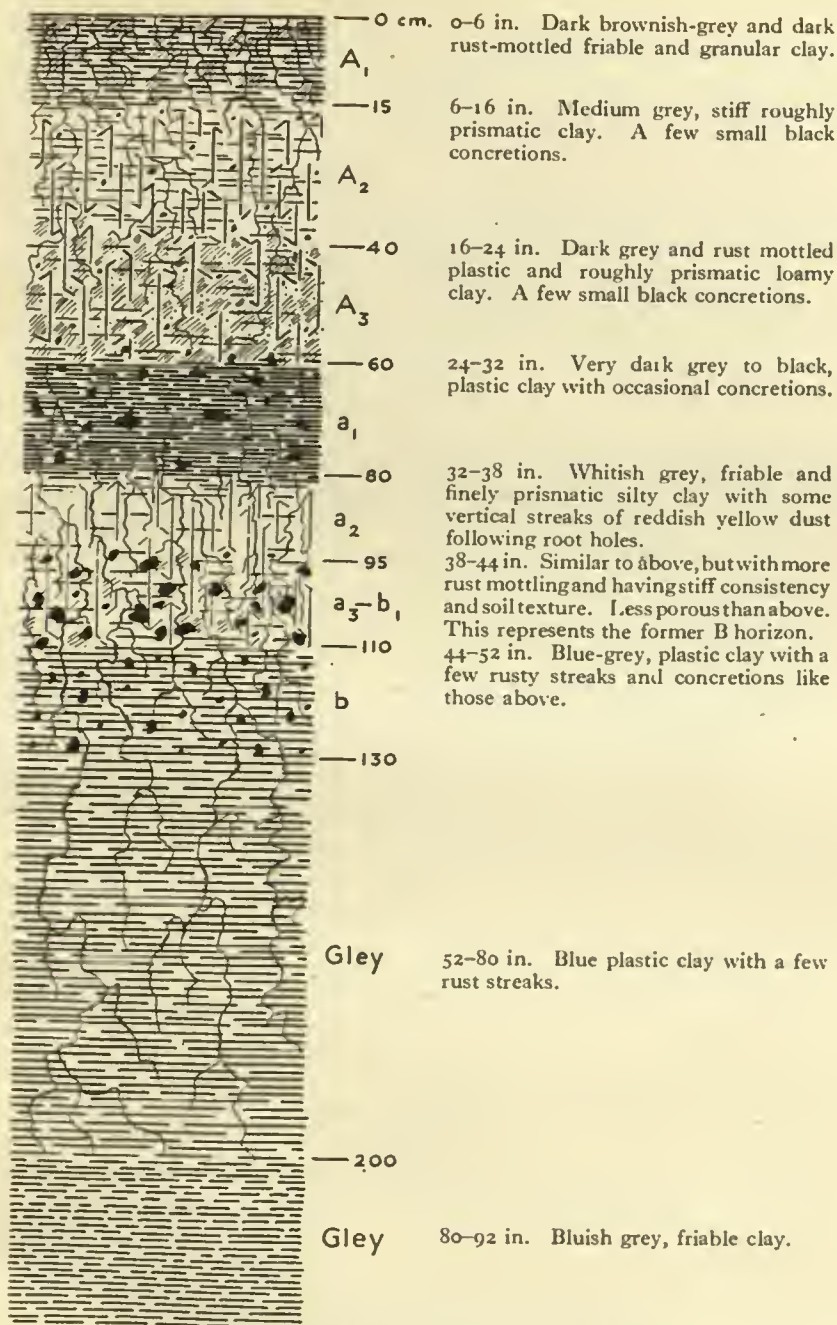 0 cm.
0–6 in. Dark brownish-grey and dark
rust-mottled friable and granular clay.
A₁
15
6–16 in. Medium grey, stiff roughly
prismatic clay. A few small black
concretions.
A₂
40
16–24 in. Dark grey and rust mottled
plastic and roughly prismatic loamy
clay. A few small black concretions.
A₃
60
24–32 in. Very dark grey to black,
plastic clay with occasional concretions.
a₁
80
32–38 in. Whitish grey, friable and
finely prismatic silty clay with some
vertical streaks of reddish yellow dust
following root holes.
a₂
95
38–44 in. Similar to above, but with more
rust mottling and having stiff consistency
and soil texture. Less porous than above.
This represents the former B horizon.
a₃–b₁
110
44–52 in. Blue-grey, plastic clay with a
few rusty streaks and concretions like
those above.
b
130
Gley
52–80 in. Blue plastic clay with a few
rust streaks.
200
Gley
80–92 in. Bluish grey, friable clay.